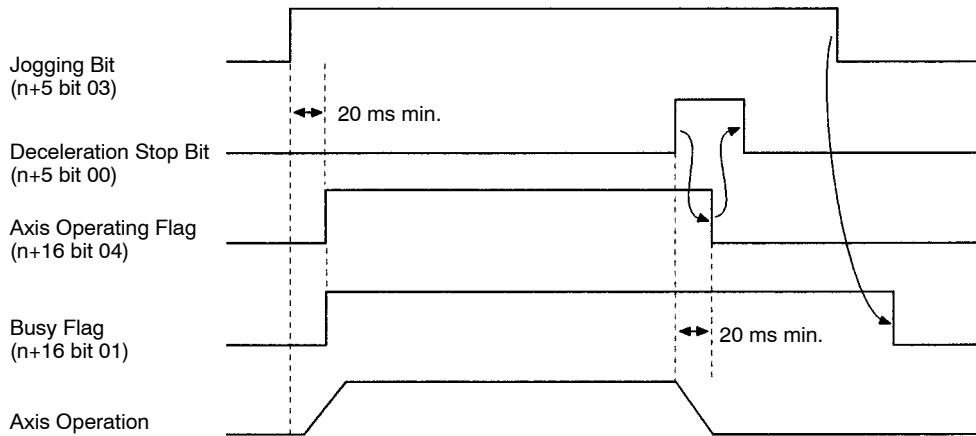 Jogging Bit
(n+5 bit 03)
20 ms min.
Deceleration Stop Bit
(n+5 bit 00)
Axis Operating Flag
(n+16 bit 04)
Busy Flag
(n+16 bit 01)
20 ms min.
Axis Operation